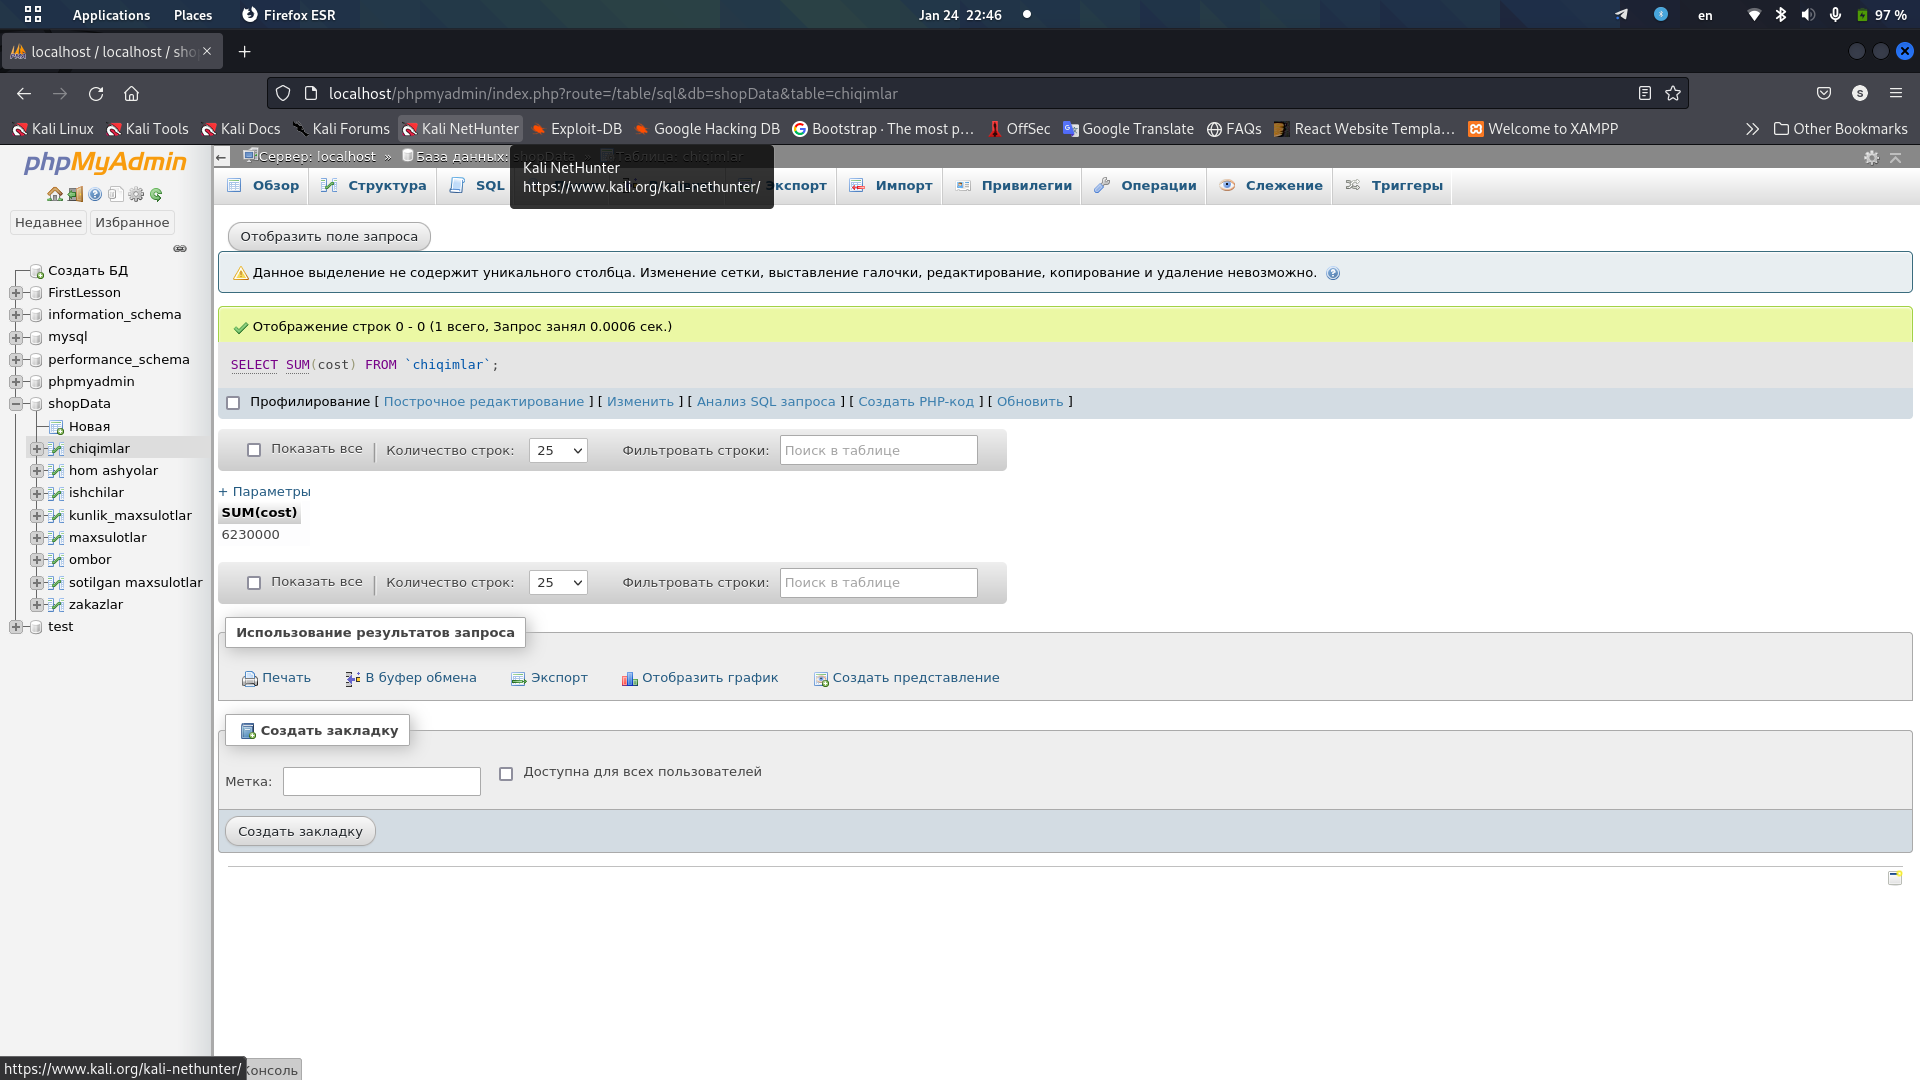 Applications Places Firefox ESR Jan 24 22:46 en 97 %
localhost / localhost / sho
localhost/phpmyadmin/index.php?route=/table/sql&db=shopData&table=chiqimlar
Kali Linux Kali Tools Kali Docs Kali Forums Kali NetHunter Exploit-DB Google Hacking DB Bootstrap · The most p… OffSec Google Translate FAQs React Website Templa… Welcome to XAMPP Other Bookmarks
phpMyAdmin
Недавнее Избранное
Создать БД
FirstLesson
information_schema
mysql
performance_schema
phpmyadmin
shopData
Новая
chiqimlar
hom ashyolar
ishchilar
kunlik_maxsulotlar
maxsulotlar
ombor
sotilgan maxsulotlar
zakazlar
test
Сервер: localhost » База данных: shopData » Таблица: chiqimlar
Kali NetHunter
https://www.kali.org/kali-nethunter/
Обзор Структура SQL Экспорт Импорт Привилегии Операции Слежение Триггеры
Отобразить поле запроса
Данное выделение не содержит уникального столбца. Изменение сетки, выставление галочки, редактирование, копирование и удаление невозможно.
Отображение строк 0 - 0 (1 всего, Запрос занял 0.0006 сек.)
SELECT SUM(cost) FROM `chiqimlar`;
Профилирование [ Построчное редактирование ] [ Изменить ] [ Анализ SQL запроса ] [ Создать PHP-код ] [ Обновить ]
Показать все Количество строк: 25 Фильтровать строки: Поиск в таблице
+ Параметры
SUM(cost)
6230000
Показать все Количество строк: 25 Фильтровать строки: Поиск в таблице
Использование результатов запроса
Печать В буфер обмена Экспорт Отобразить график Создать представление
Создать закладку
Метка: Доступна для всех пользователей
Создать закладку
https://www.kali.org/kali-nethunter/ Консоль